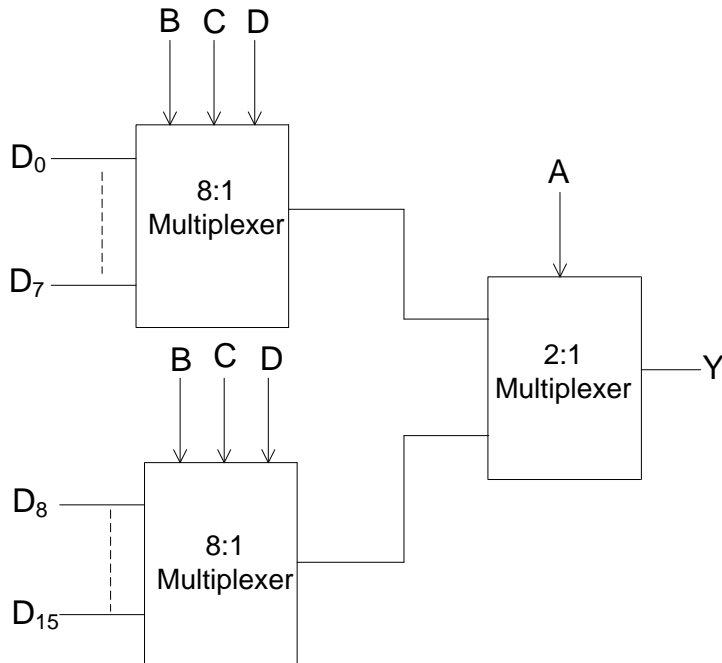 B C D
D0
8:1
Multiplexer
D7
A
2:1
Multiplexer
Y
B C D
D8
8:1
Multiplexer
D15